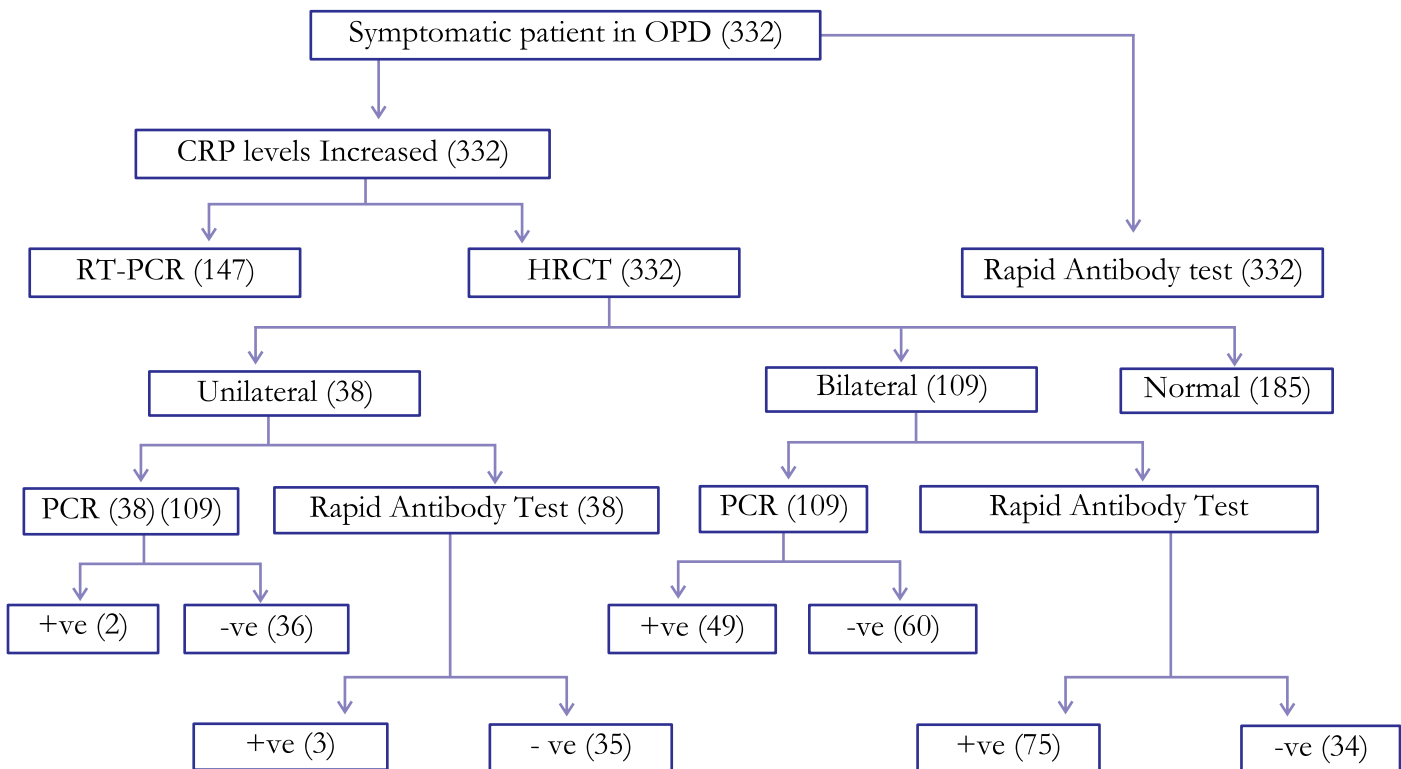 Symptomatic patient in OPD (332)
CRP levels Increased (332)
RT-PCR (147)
HRCT (332)
Rapid Antibody test (332)
Unilateral (38)
Bilateral (109)
Normal (185)
PCR (38) (109)
Rapid Antibody Test (38)
PCR (109)
Rapid Antibody Test
+ve (2)
-ve (36)
+ve (49)
-ve (60)
+ve (3)
- ve (35)
+ve (75)
-ve (34)